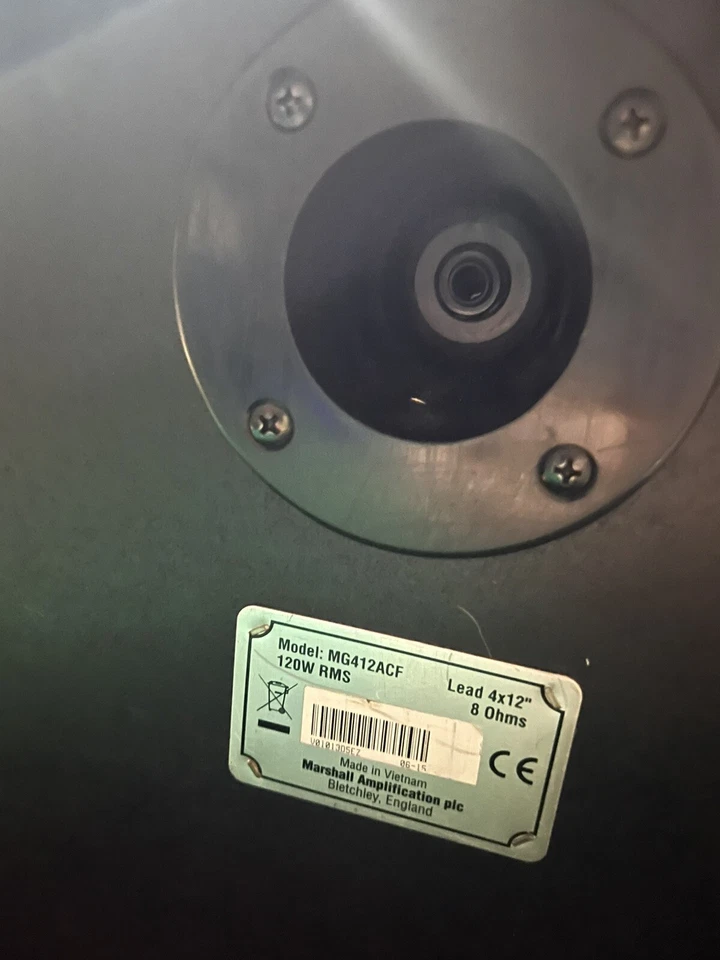 Model: MG412ACF
120W RMS
Lead 4x12"
8 Ohms
06-15
CE
Made in Vietnam
Marshall Amplification plc
Bletchley, England